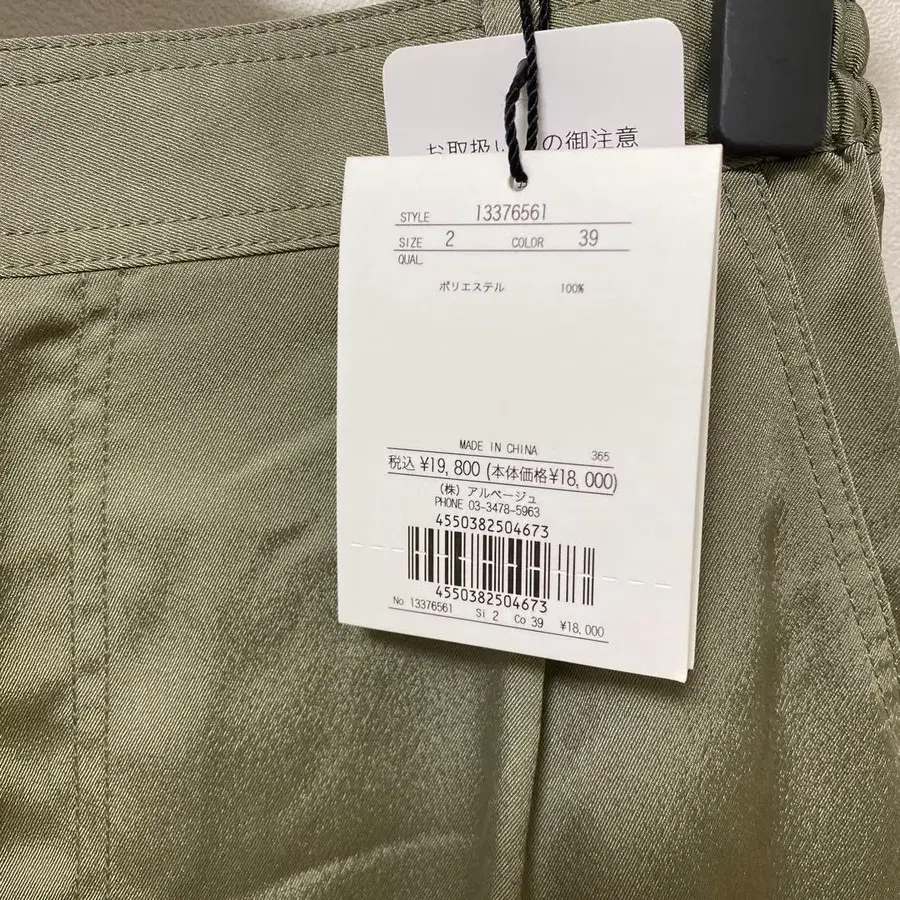 お取扱い の御注意
STYLE 13376561
SIZE 2 COLOR 39
QUAL
ポリエステル 100%
MADE IN CHINA 365
税込 ¥19,800 (本体価格¥18,000)
(株) アルページュ
PHONE 03-3478-5963
4550382504673
4550382504673
No 13376561 Si 2 Co 39 ¥18,000